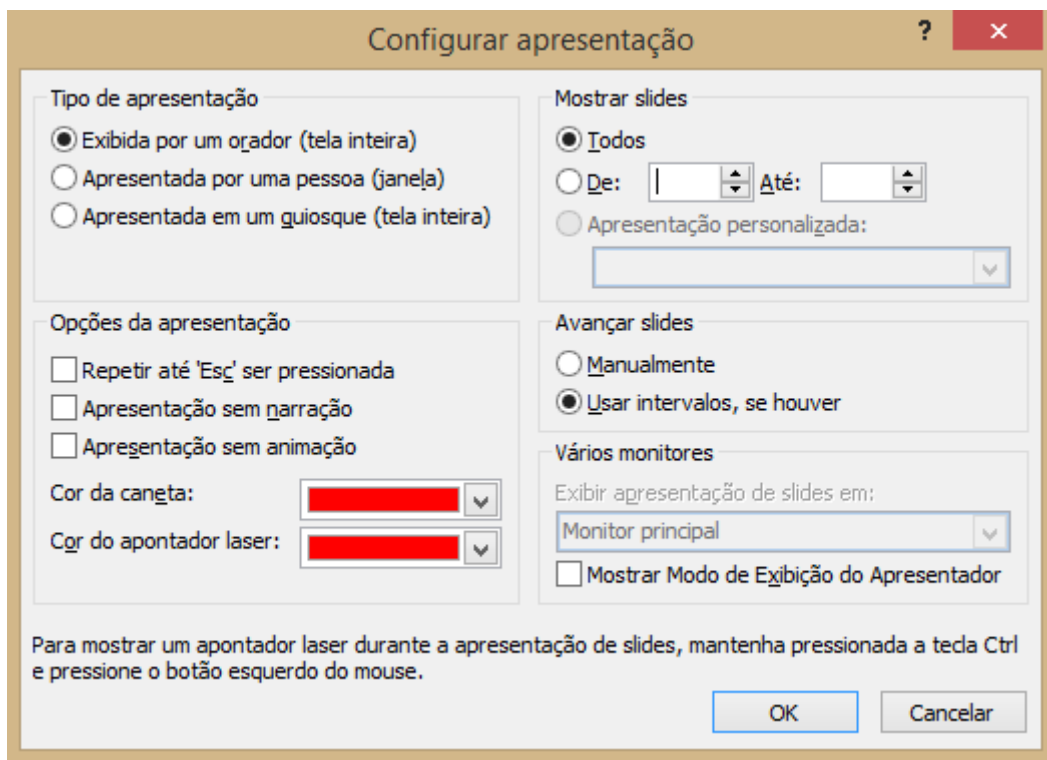 Configurar apresentação
?
Tipo de apresentação
Exibida por um orador (tela inteira)
Apresentada por uma pessoa (janela)
Apresentada em um guiosque (tela inteira)
Mostrar slides
Todos
De: Até:
Apresentação personalizada:
Opções da apresentação
Repetir até 'Esc' ser pressionada
Apresentação sem narração
Apresentação sem animação
Cor da caneta:
Cor do apontador laser:
Avançar slides
Manualmente
Usar intervalos, se houver
Vários monitores
Exibir apresentação de slides em:
Monitor principal
Mostrar Modo de Exibição do Apresentador
Para mostrar um apontador laser durante a apresentação de slides, mantenha pressionada a tecla Ctrl
e pressione o botão esquerdo do mouse.
OK Cancelar